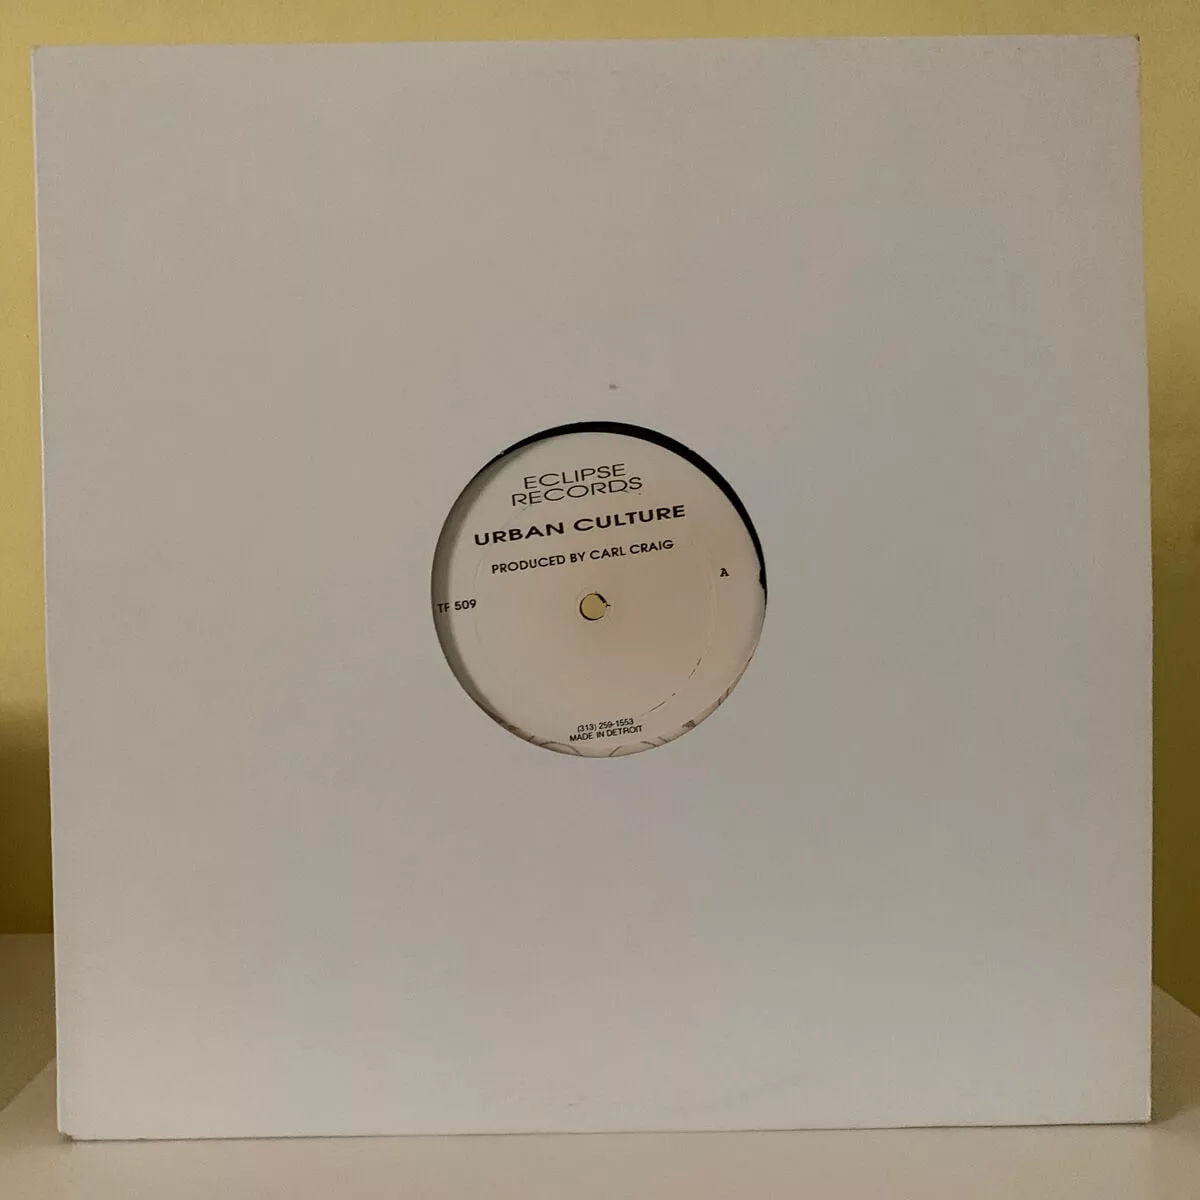 ECLIPSE
RECORDS
URBAN CULTURE
PRODUCED BY CARL CRAIG
A
TF 509
(313) 259-1553
MADE IN DETROIT